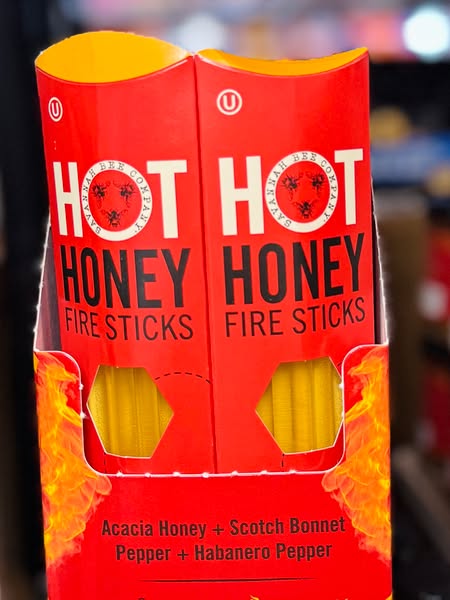 U
HOT
SAVANNAH BEE COMPANY
HONEY
FIRE STICKS
U
HOT
SAVANNAH BEE COMPANY
HONEY
FIRE STICKS
Acacia Honey + Scotch Bonnet
Pepper + Habanero Pepper